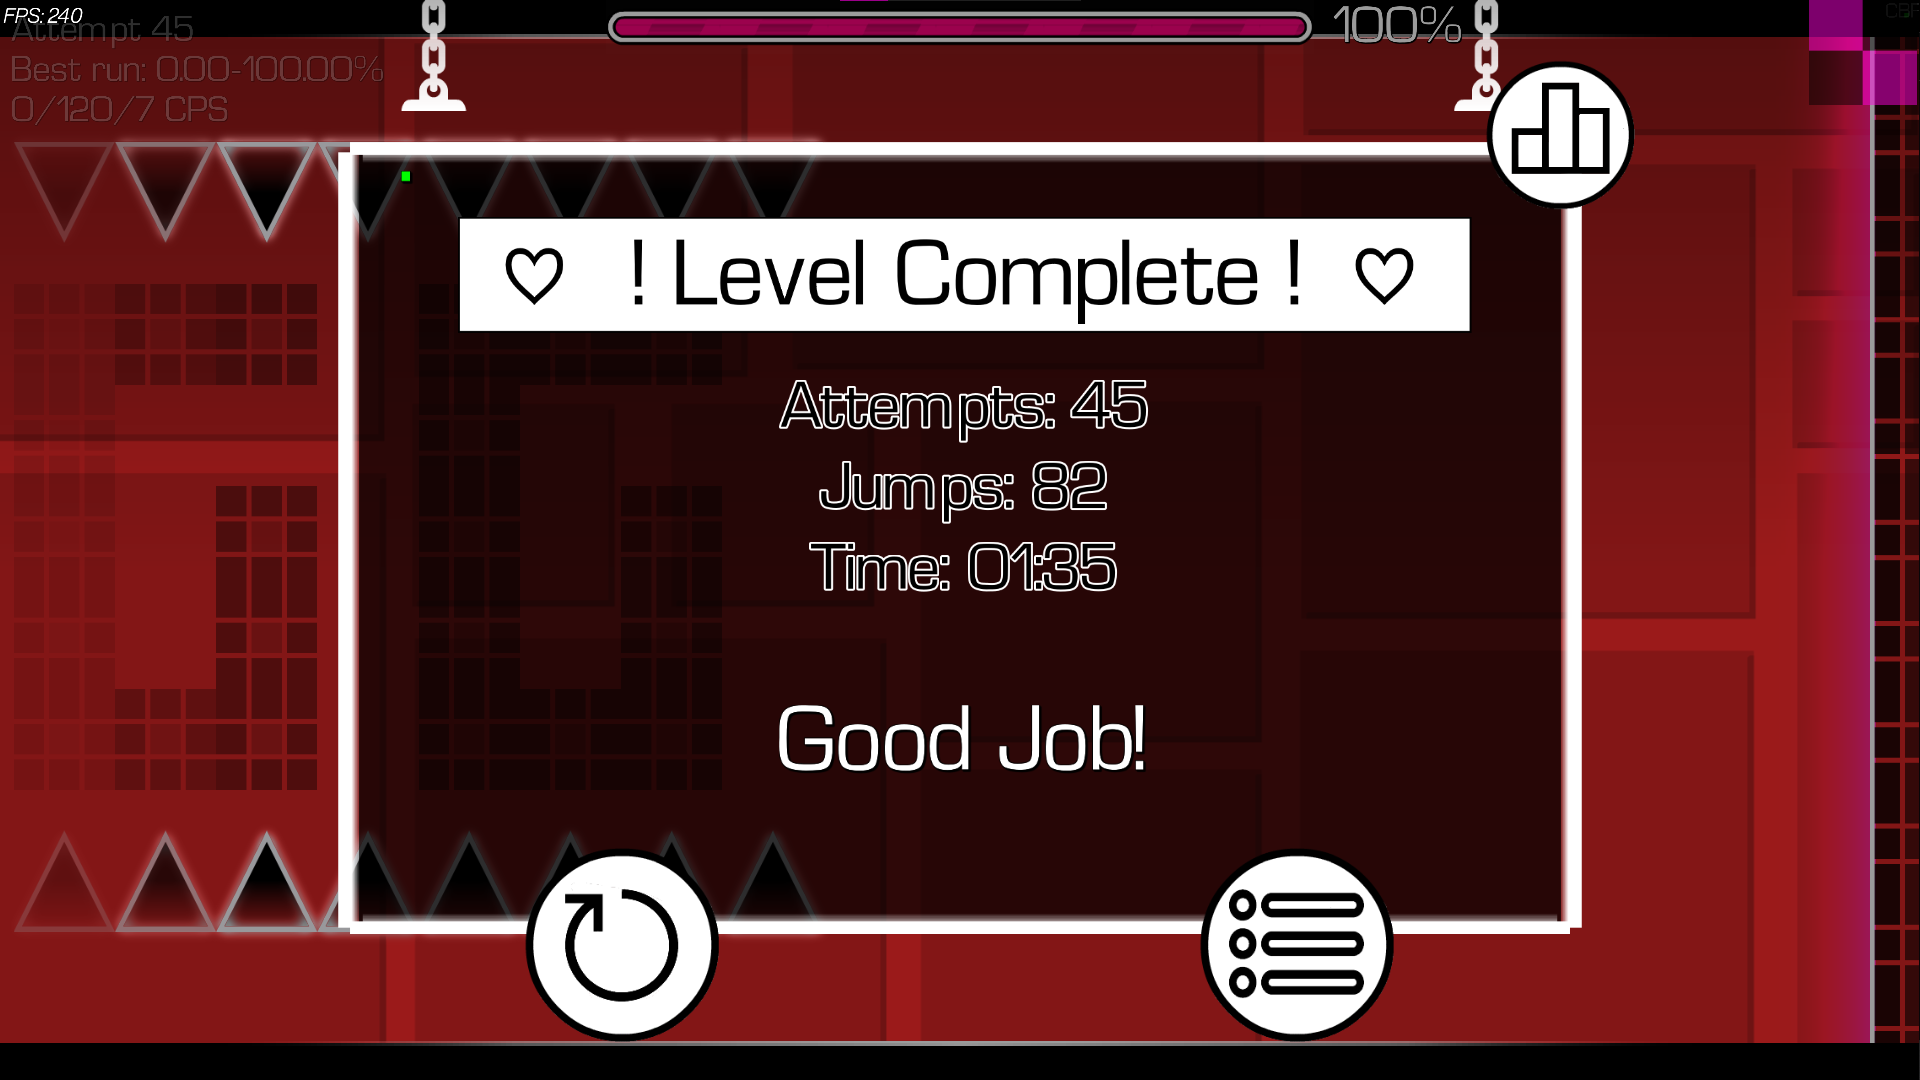 FPS: 240
Attempt 45
Best run: 0.00-100.00%
0/120/7 CPS
100%
♡ ! Level Complete ! ♡
Attempts: 45
Jumps: 82
Time: 01:35
Good Job!